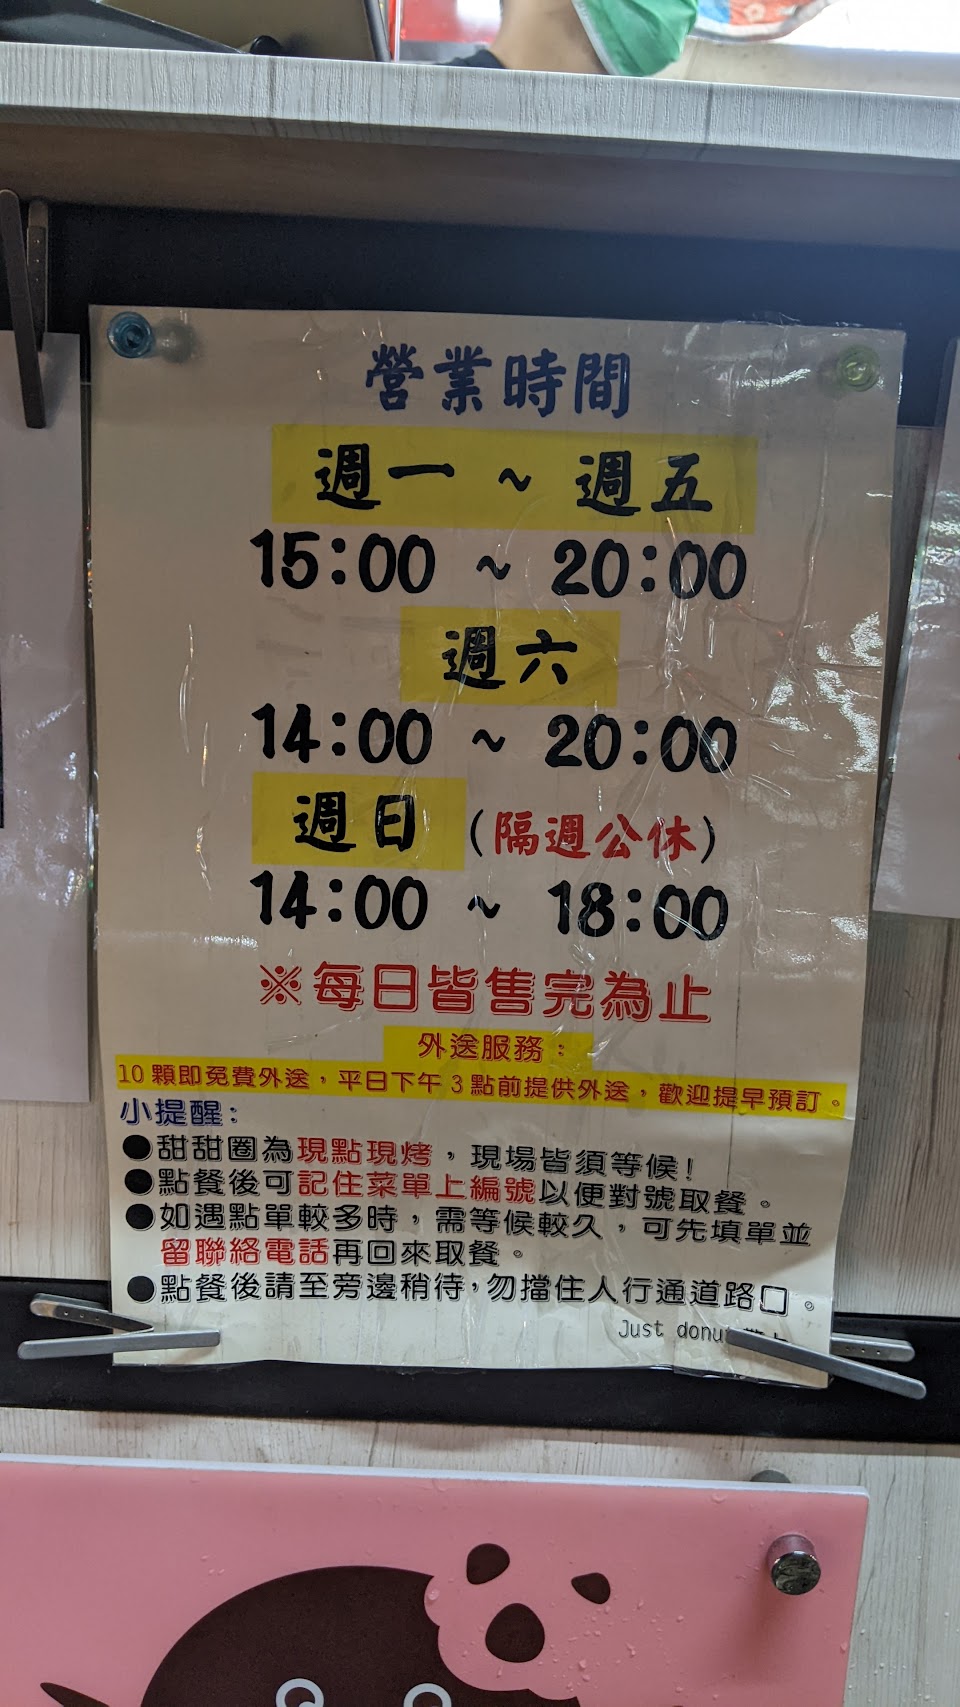 營業時間
週一 ~ 週五
15:00 ~ 20:00
週六
14:00 ~ 20:00
週日 (隔週公休)
14:00 ~ 18:00
※每日皆售完為止
外送服務：
10 顆即免費外送，平日下午 3 點前提供外送，歡迎提早預訂。
小提醒：
●甜甜圈為現點現烤，現場皆須等候!
●點餐後可記住菜單上編號以便對號取餐。
●如遇點單較多時，需等候較久，可先填單並
留聯絡電話再回來取餐。
●點餐後請至旁邊稍待，勿擋住人行通道路口。
Just